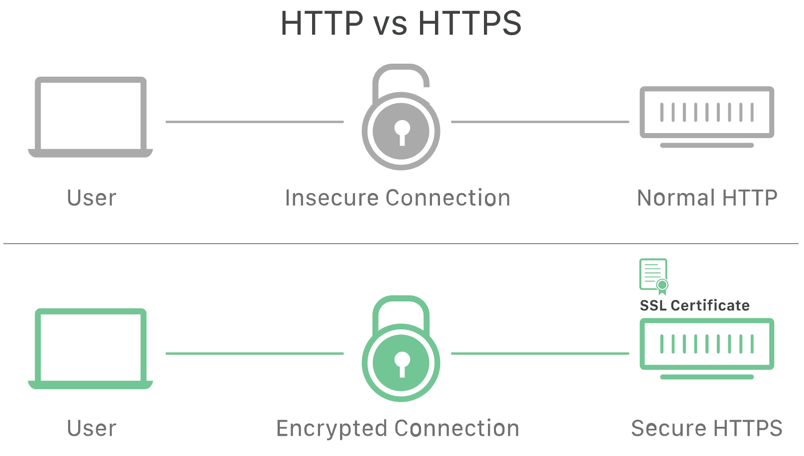 HTTP vs HTTPS
User
Insecure Connection
Normal HTTP
SSL Certificate
User
Encrypted Connection
Secure HTTPS